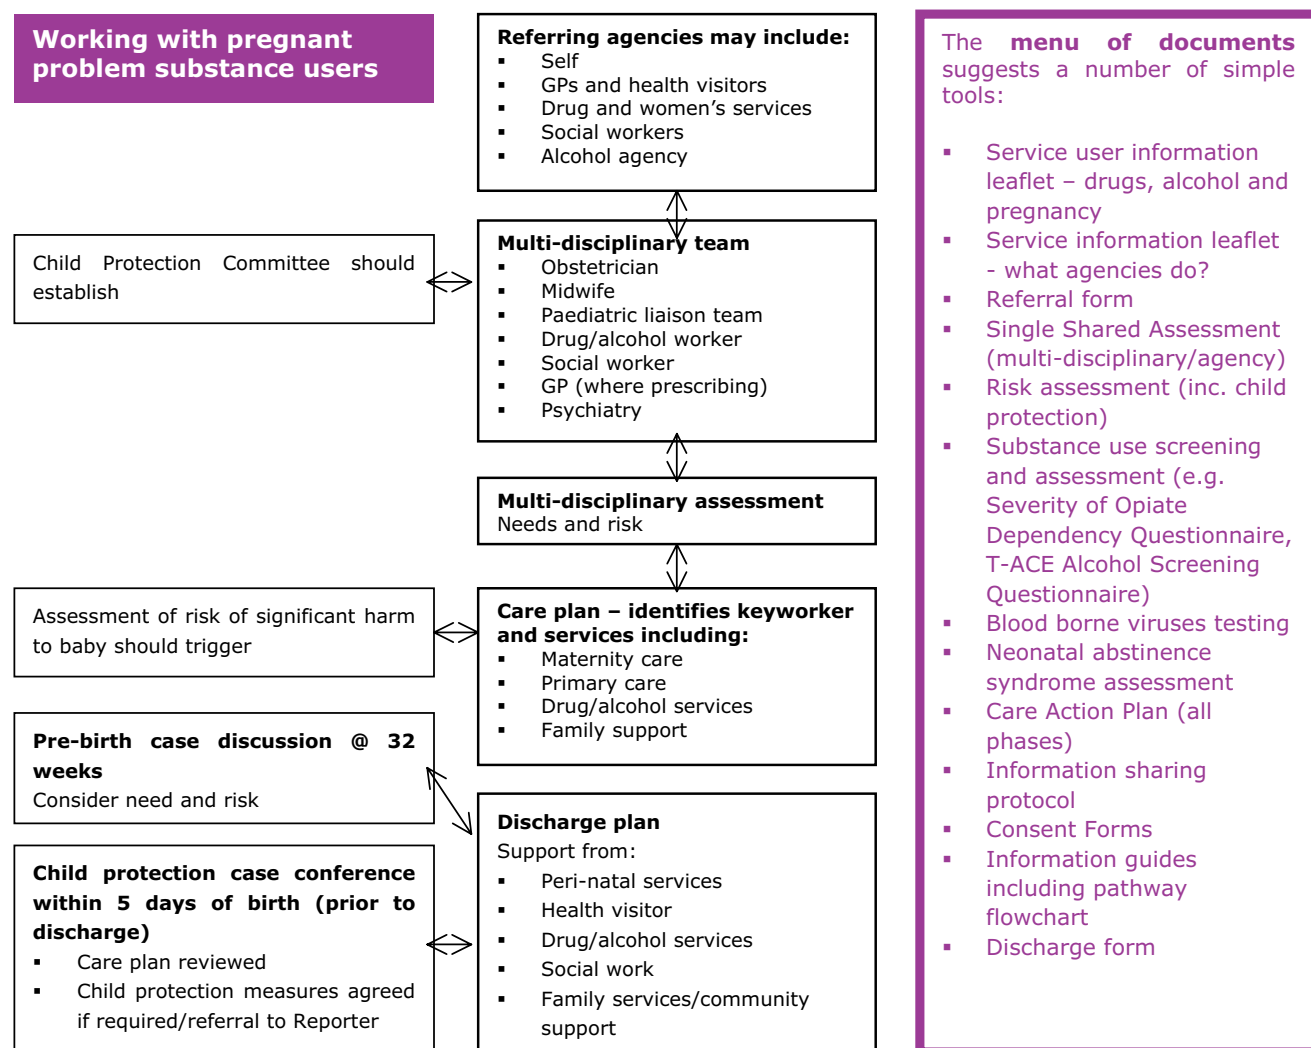 Working with pregnant
problem substance users
Referring agencies may include:
▪ Self
▪ GPs and health visitors
▪ Drug and women’s services
▪ Social workers
▪ Alcohol agency
Child Protection Committee should
establish
Multi-disciplinary team
▪ Obstetrician
▪ Midwife
▪ Paediatric liaison team
▪ Drug/alcohol worker
▪ Social worker
▪ GP (where prescribing)
▪ Psychiatry
Multi-disciplinary assessment
Needs and risk
Assessment of risk of significant harm
to baby should trigger
Care plan – identifies keyworker
and services including:
▪ Maternity care
▪ Primary care
▪ Drug/alcohol services
▪ Family support
Pre-birth case discussion @ 32
weeks
Consider need and risk
Child protection case conference
within 5 days of birth (prior to
discharge)
▪ Care plan reviewed
▪ Child protection measures agreed
if required/referral to Reporter
Discharge plan
Support from:
▪ Peri-natal services
▪ Health visitor
▪ Drug/alcohol services
▪ Social work
▪ Family services/community
support
The menu of documents
suggests a number of simple
tools:
▪ Service user information
leaflet – drugs, alcohol and
pregnancy
▪ Service information leaflet
- what agencies do?
▪ Referral form
▪ Single Shared Assessment
(multi-disciplinary/agency)
▪ Risk assessment (inc. child
protection)
▪ Substance use screening
and assessment (e.g.
Severity of Opiate
Dependency Questionnaire,
T-ACE Alcohol Screening
Questionnaire)
▪ Blood borne viruses testing
▪ Neonatal abstinence
syndrome assessment
▪ Care Action Plan (all
phases)
▪ Information sharing
protocol
▪ Consent Forms
▪ Information guides
including pathway
flowchart
▪ Discharge form